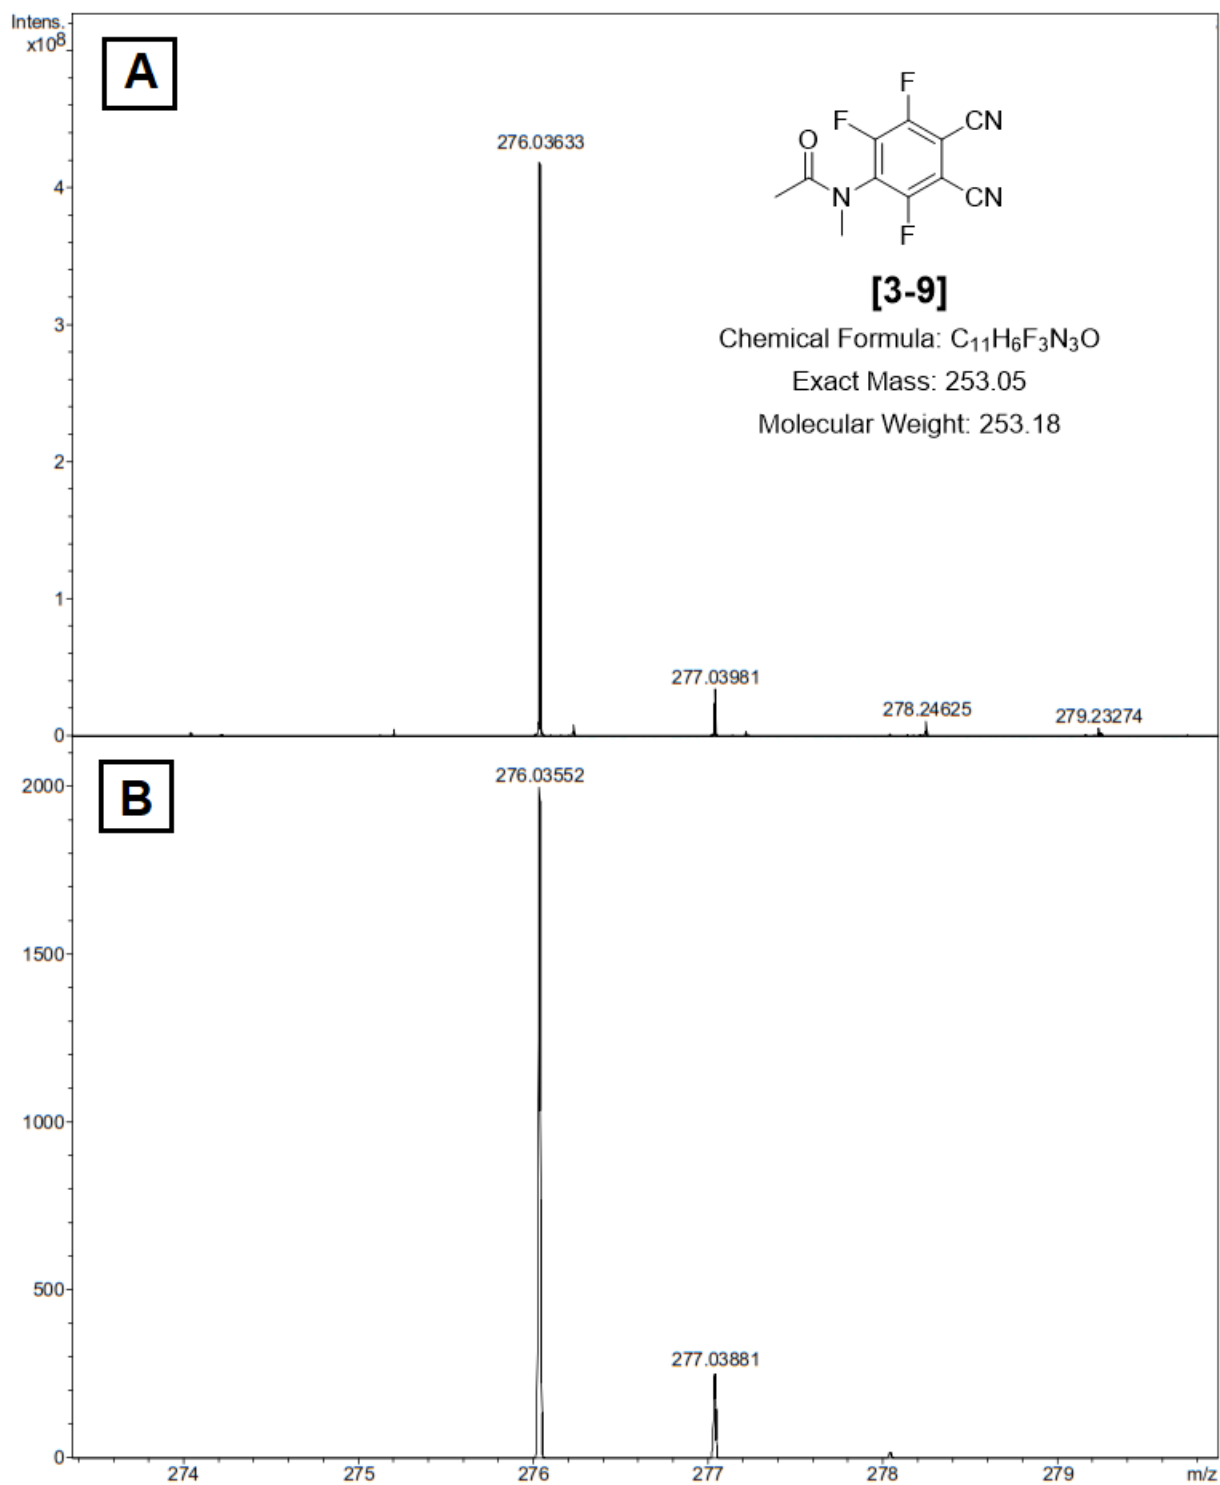 Intens.
x10⁸
A
276.03633
F
F
CN
O
N
CN
F
[3-9]
Chemical Formula: C₁₁H₆F₃N₃O
Exact Mass: 253.05
Molecular Weight: 253.18
4
3
2
1
0
277.03981
278.24625
279.23274
B
276.03552
2000
1500
1000
500
0
277.03881
274 275 276 277 278 279 m/z